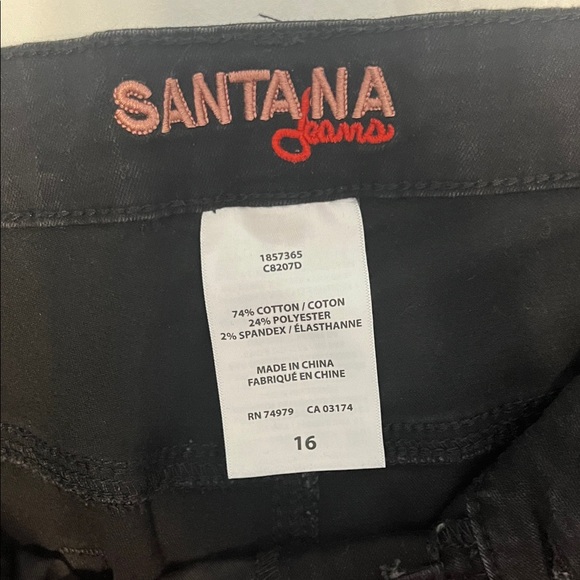 SANTANA
Jeans
1857365
C8207D
74% COTTON / COTON
24% POLYESTER
2% SPANDEX / ÉLASTHANNE
MADE IN CHINA
FABRIQUÉ EN CHINE
RN 74979 CA 03174
16